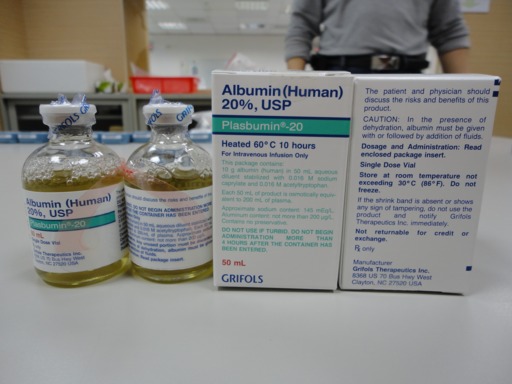 GRIFOLS
Albumin (Human)
20%, USP
Plasbumin®-20
50 mL
Single Dose Vial
Grifols Therapeutics Inc.
GRIFOLS
DO NOT BEGIN
THE CONTAINER HAS BEEN ENTERED.
Albumin (Human)
20%, USP
Plasbumin®-20
Heated 60°C 10 hours
For Intravenous Infusion Only
This package contains:
10 g albumin (human) in 50 mL aqueous
diluent stabilized with 0.016 M sodium
caprylate and 0.016 M acetyltryptophan.
Each 50 mL of product is osmotically equiv-
alent to 200 mL of plasma.
Approximate sodium content 145 mEq/L.
Aluminum content not more than 200 µg/L.
Contains no preservative.
DO NOT USE IF TURBID. DO NOT BEGIN
ADMINISTRATION MORE THAN
4 HOURS AFTER THE CONTAINER HAS
BEEN ENTERED.
50 mL
GRIFOLS
The patient and physician should
discuss the risks and benefits of this
product.
CAUTION: In the presence of
dehydration, albumin must be given
with or followed by addition of fluids.
Dosage and Administration: Read
enclosed package insert.
Single Dose Vial
Store at room temperature not
exceeding 30°C (86°F). Do not
freeze.
If the shrink band is absent or shows
any sign of tampering, do not use the
product and notify Grifols
Therapeutics Inc. immediately.
Not returnable for credit or
exchange.
℞ only
Manufacturer
Grifols Therapeutics Inc.
8368 US 70 Bus Hwy West
Clayton, NC 27520 USA